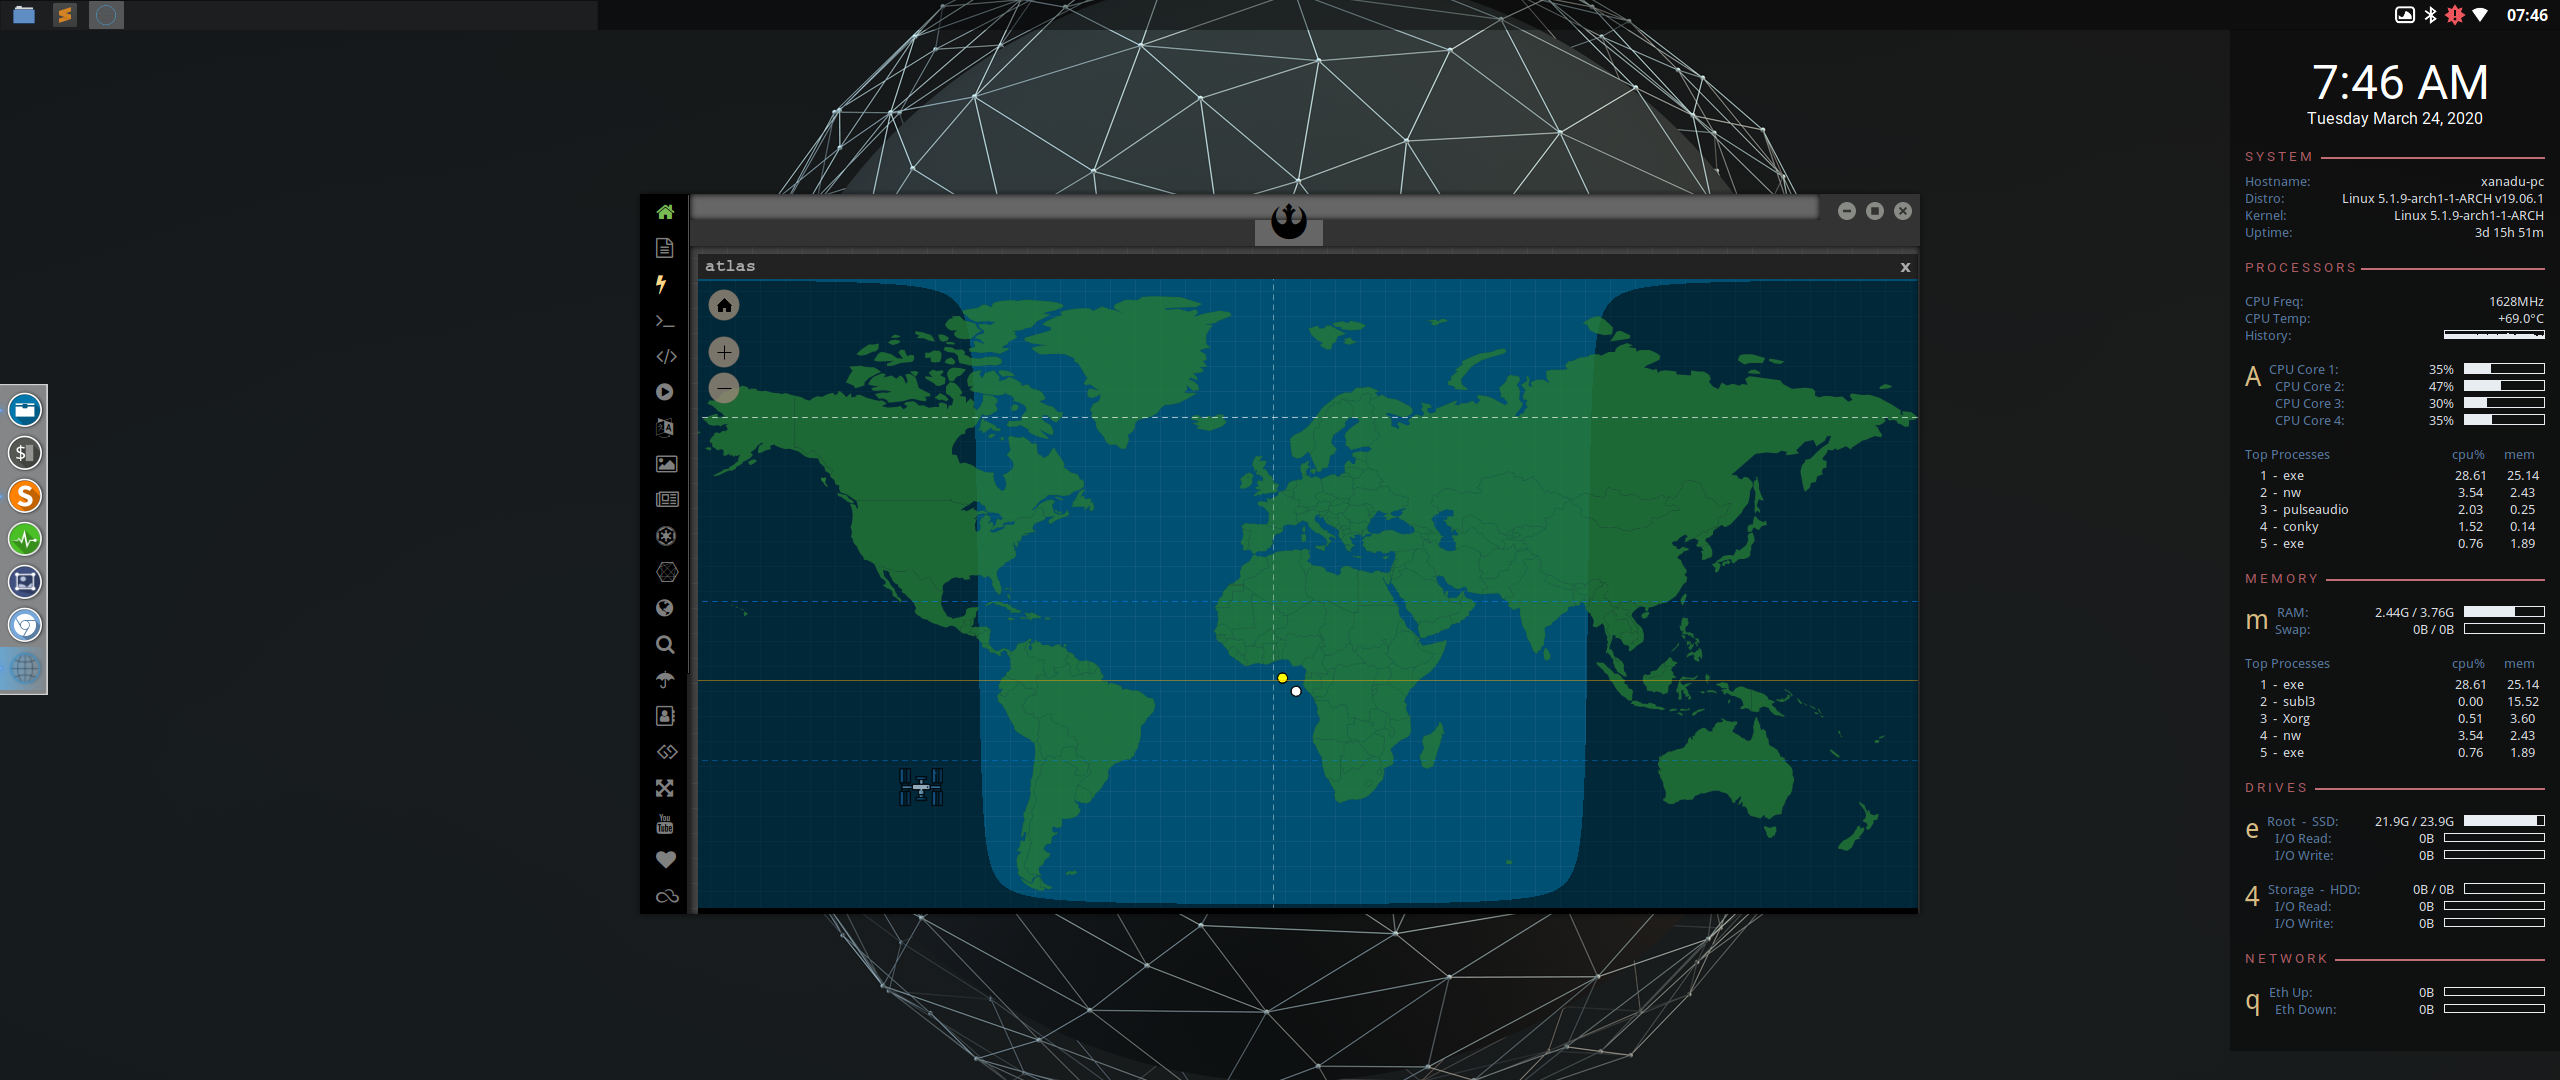 07:46
7:46 AM
Tuesday March 24, 2020
SYSTEM
Hostname: xanadu-pc
Distro: Linux 5.1.9-arch1-1-ARCH v19.06.1
Kernel: Linux 5.1.9-arch1-1-ARCH
Uptime: 3d 15h 51m
PROCESSORS
CPU Freq: 1628MHz
CPU Temp: +69.0°C
History:
A CPU Core 1: 35%
CPU Core 2: 47%
CPU Core 3: 30%
CPU Core 4: 35%
Top Processes cpu% mem
1 - exe 28.61 25.14
2 - nw 3.54 2.43
3 - pulseaudio 2.03 0.25
4 - conky 1.52 0.14
5 - exe 0.76 1.89
MEMORY
m RAM: 2.44G / 3.76G
Swap: 0B / 0B
Top Processes cpu% mem
1 - exe 28.61 25.14
2 - subl3 0.00 15.52
3 - Xorg 0.51 3.60
4 - nw 3.54 2.43
5 - exe 0.76 1.89
DRIVES
e Root - SSD: 21.9G / 23.9G
I/O Read: 0B
I/O Write: 0B
4 Storage - HDD: 0B / 0B
I/O Read: 0B
I/O Write: 0B
NETWORK
q Eth Up: 0B
Eth Down: 0B
atlas x
You
Tube